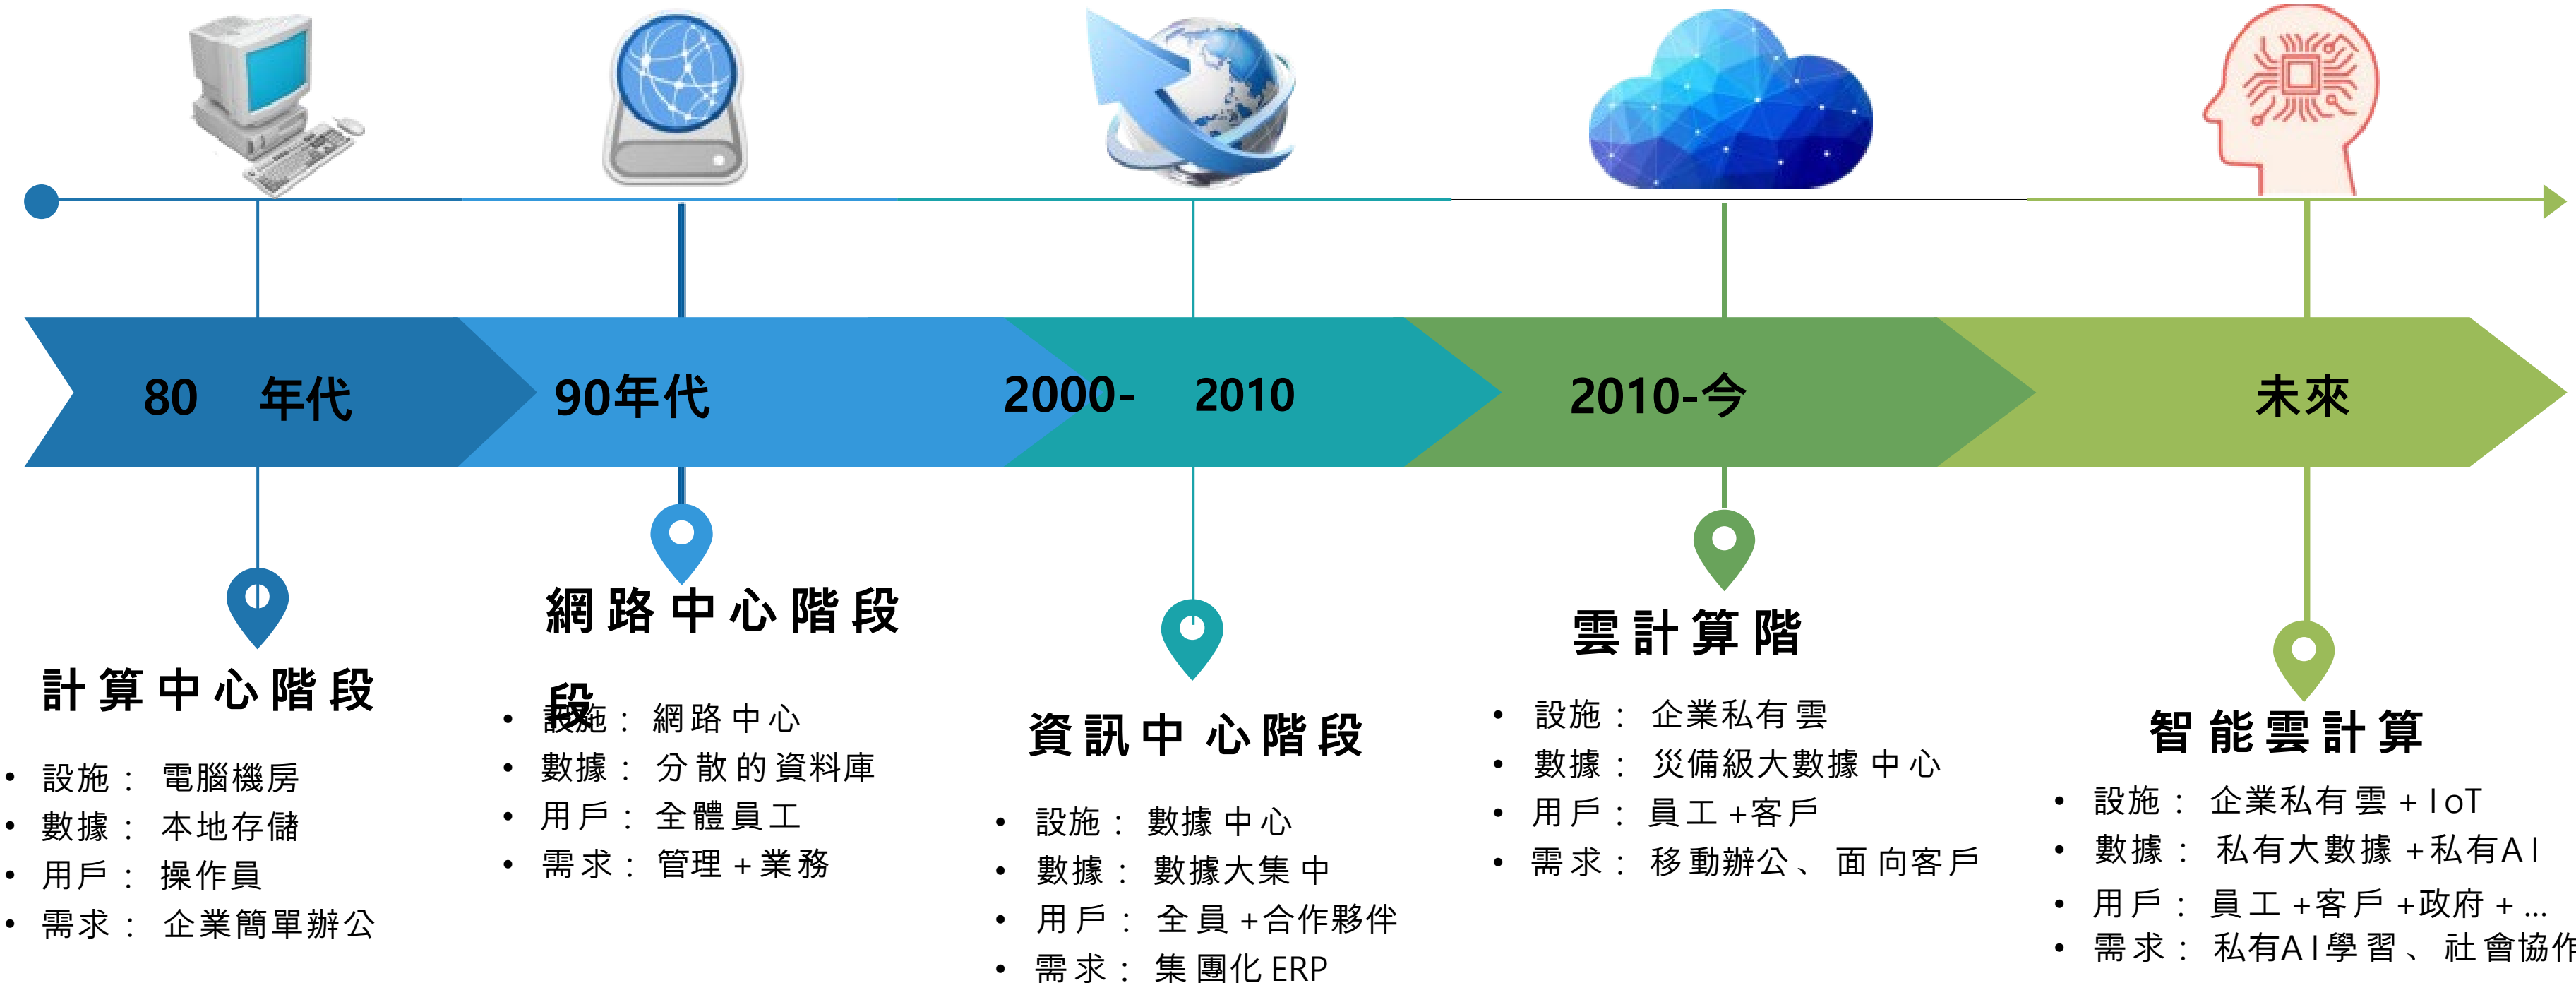 80 年代
90年代
2000- 2010
2010-今
未來
計算中心階段
• 設施： 電腦機房
• 數據： 本地存儲
• 用戶： 操作員
• 需求： 企業簡單辦公
網路中心階段
段
• 設施： 網路中心
• 數據： 分散的資料庫
• 用戶： 全體員工
• 需求： 管理+業務
資訊中心階段
• 設施： 數據中心
• 數據： 數據大集中
• 用戶： 全員+合作夥伴
• 需求： 集團化ERP
雲計算階
• 設施： 企業私有雲
• 數據： 災備級大數據中心
• 用戶： 員工+客戶
• 需求： 移動辦公、面向客戶
智能雲計算
• 設施： 企業私有雲+IoT
• 數據： 私有大數據+私有AI
• 用戶： 員工+客戶+政府+...
• 需求： 私有AI學習、社會協作